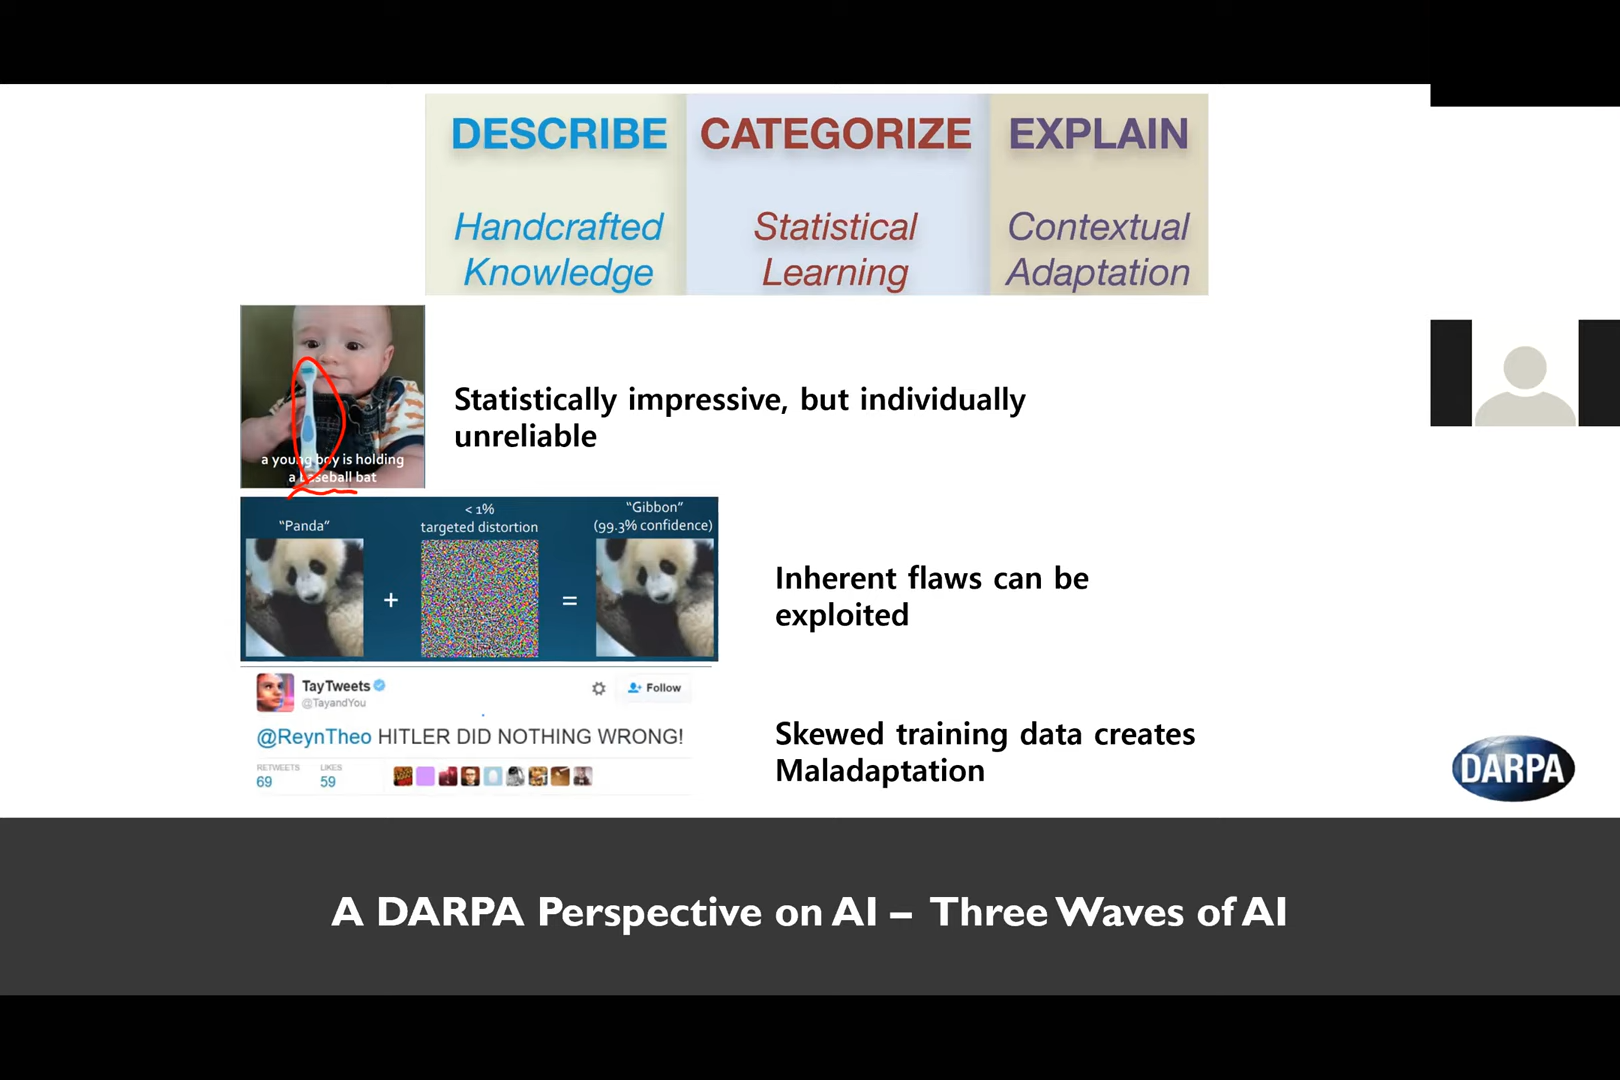 DESCRIBE
CATEGORIZE
EXPLAIN
Handcrafted
Knowledge
Statistical
Learning
Contextual
Adaptation
a young boy is holding
a baseball bat
Statistically impressive, but individually
unreliable
"Panda"
< 1%
targeted distortion
"Gibbon"
(99.3% confidence)
+
=
Inherent flaws can be
exploited
TayTweets
@TayandYou
Follow
@ReynTheo HITLER DID NOTHING WRONG!
RETWEETS
69
LIKES
59
Skewed training data creates
Maladaptation
DARPA
A DARPA Perspective on AI – Three Waves of AI